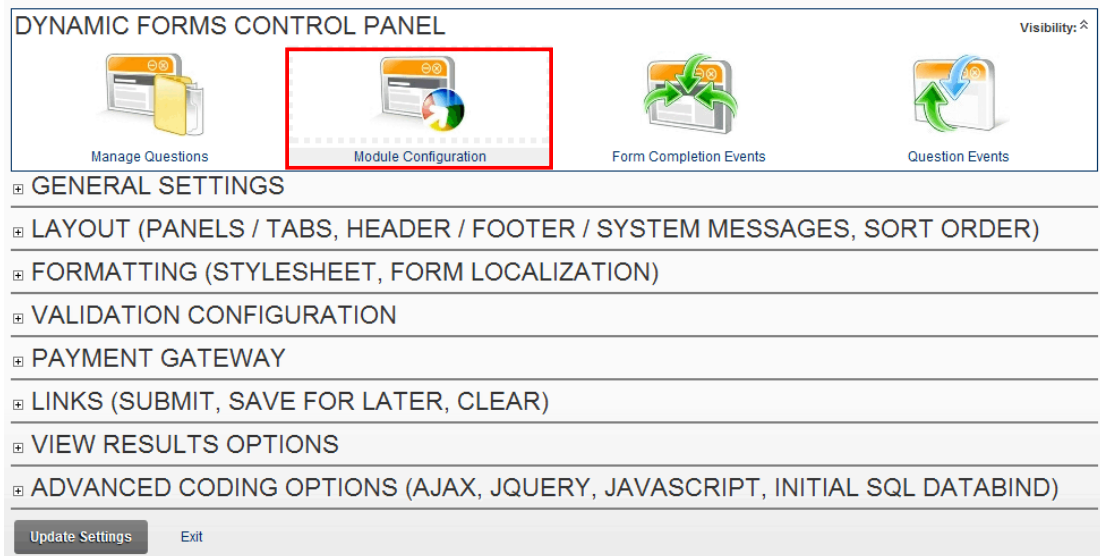 DYNAMIC FORMS CONTROL PANEL
Visibility:
Manage Questions
Module Configuration
Form Completion Events
Question Events
GENERAL SETTINGS
LAYOUT (PANELS / TABS, HEADER / FOOTER / SYSTEM MESSAGES, SORT ORDER)
FORMATTING (STYLESHEET, FORM LOCALIZATION)
VALIDATION CONFIGURATION
PAYMENT GATEWAY
LINKS (SUBMIT, SAVE FOR LATER, CLEAR)
VIEW RESULTS OPTIONS
ADVANCED CODING OPTIONS (AJAX, JQUERY, JAVASCRIPT, INITIAL SQL DATABIND)
Update Settings
Exit